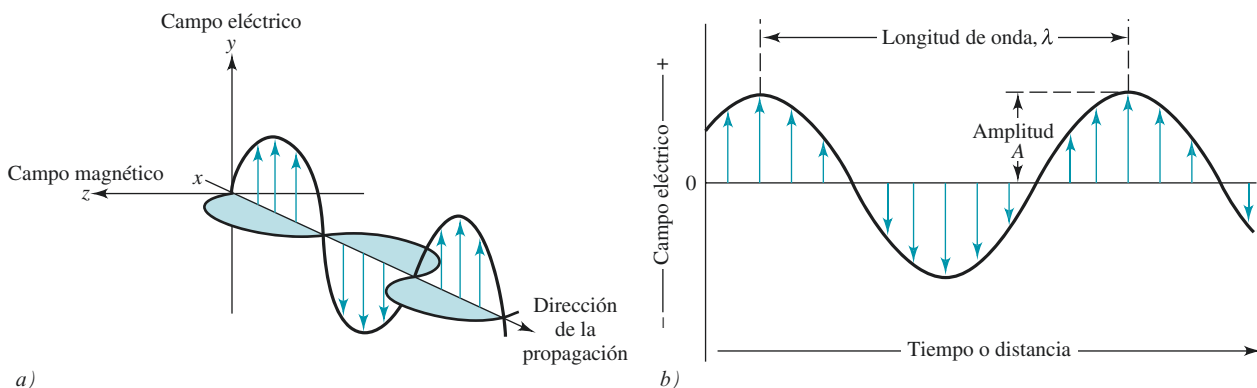 Campo eléctrico
y
Campo magnético
x
z
Dirección
de la
propagación
a)
Longitud de onda, λ
+
Campo eléctrico
–
0
Amplitud
A
Tiempo o distancia
b)